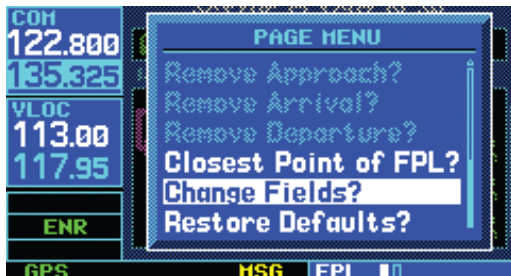 COM
122.800
135.325
VLOC
113.00
117.95
ENR
GPS
PAGE MENU
Remove Approach?
Remove Arrival?
Remove Departure?
Closest Point of FPL?
Change Fields?
Restore Defaults?
MSG
FPL